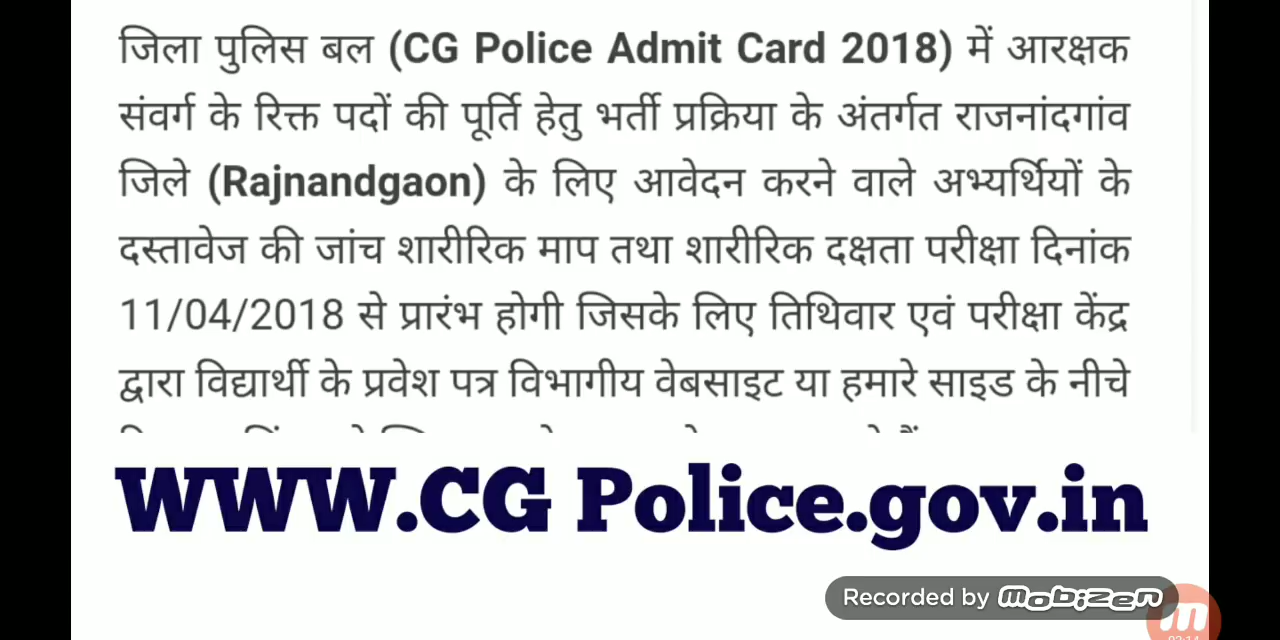 जिला पुलिस बल (CG Police Admit Card 2018) में आरक्षक
संवर्ग के रिक्त पदों की पूर्ति हेतु भर्ती प्रक्रिया के अंतर्गत राजनांदगांव
जिले (Rajnandgaon) के लिए आवेदन करने वाले अभ्यर्थियों के
दस्तावेज की जांच शारीरिक माप तथा शारीरिक दक्षता परीक्षा दिनांक
11/04/2018 से प्रारंभ होगी जिसके लिए तिथिवार एवं परीक्षा केंद्र
द्वारा विद्यार्थी के प्रवेश पत्र विभागीय वेबसाइट या हमारे साइड के नीचे
WWW.CG Police.gov.in
Recorded by mobizen
02:14